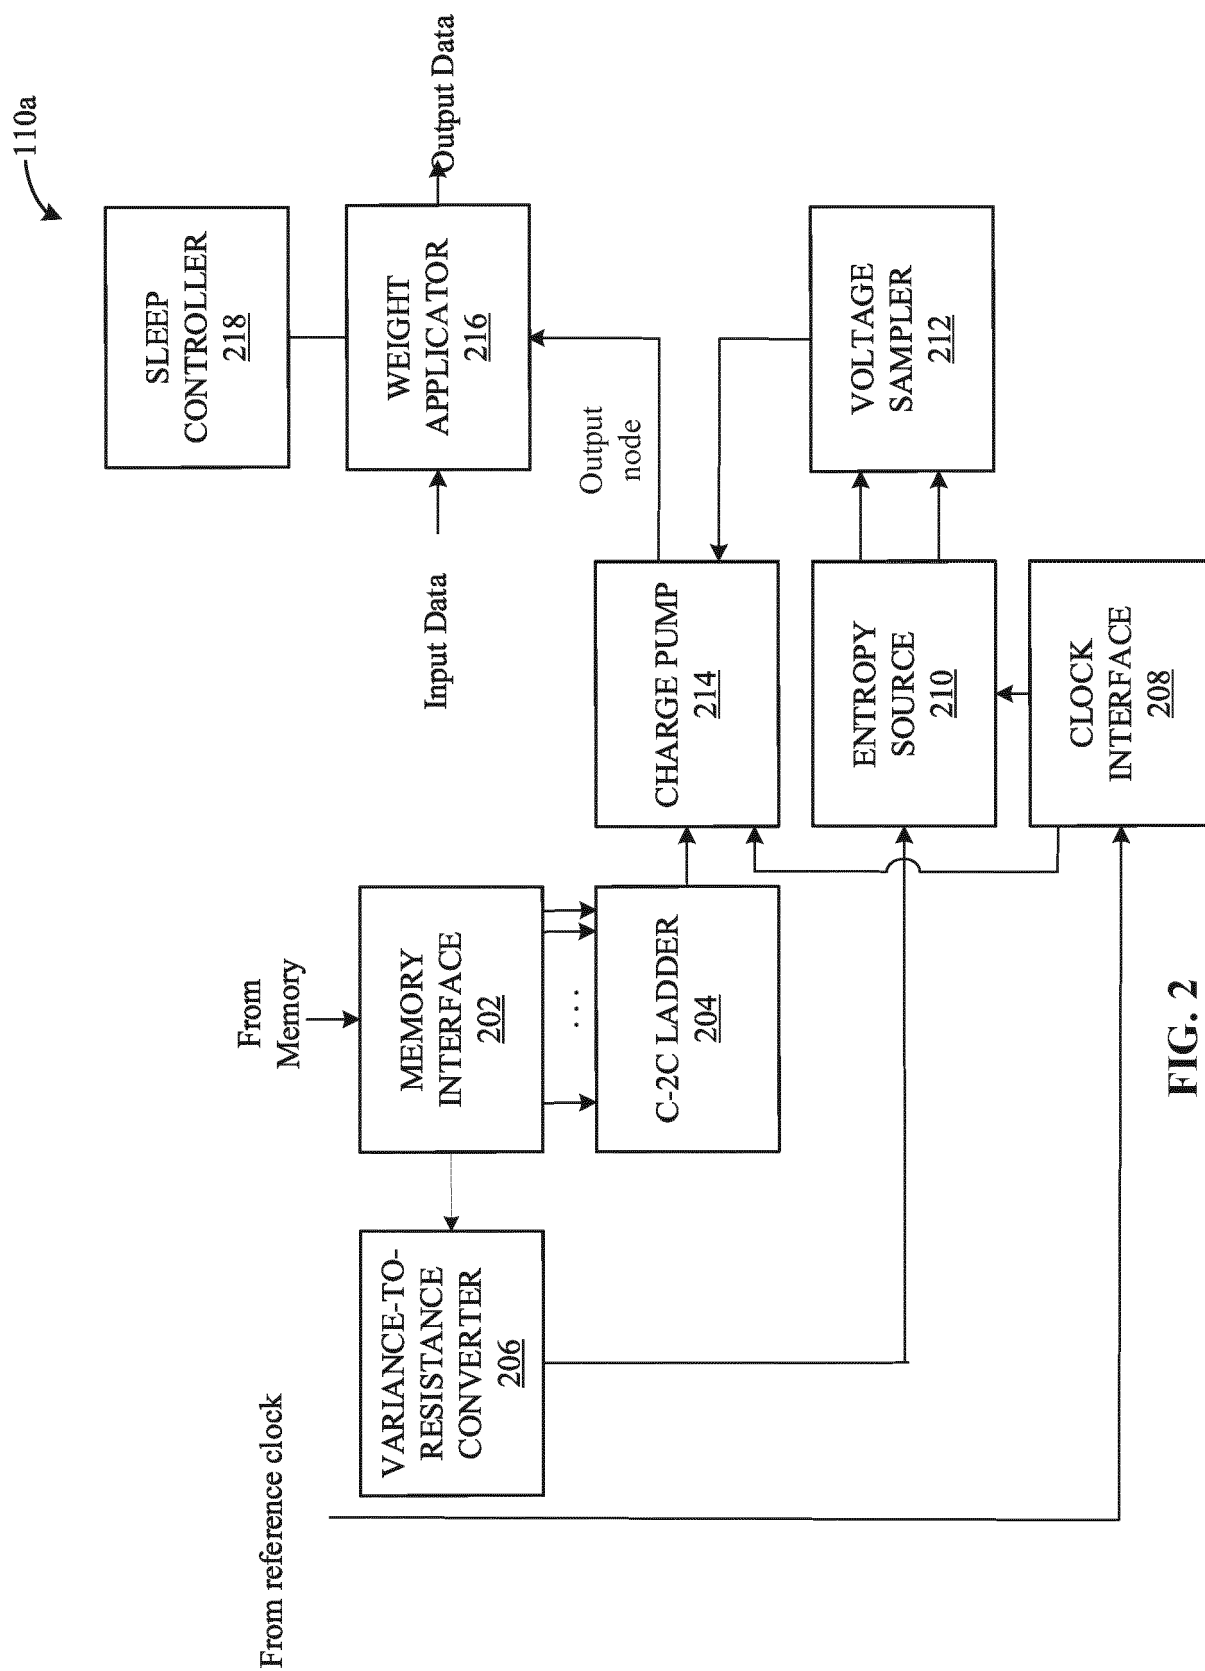 110a
From reference clock
From
Memory
VARIANCE-TO-
RESISTANCE
CONVERTER
206
MEMORY
INTERFACE
202
. . .
C-2C LADDER
204
Input Data
SLEEP
CONTROLLER
218
WEIGHT
APPLICATOR
216
Output Data
Output
node
CHARGE PUMP
214
ENTROPY
SOURCE
210
VOLTAGE
SAMPLER
212
CLOCK
INTERFACE
208
FIG. 2